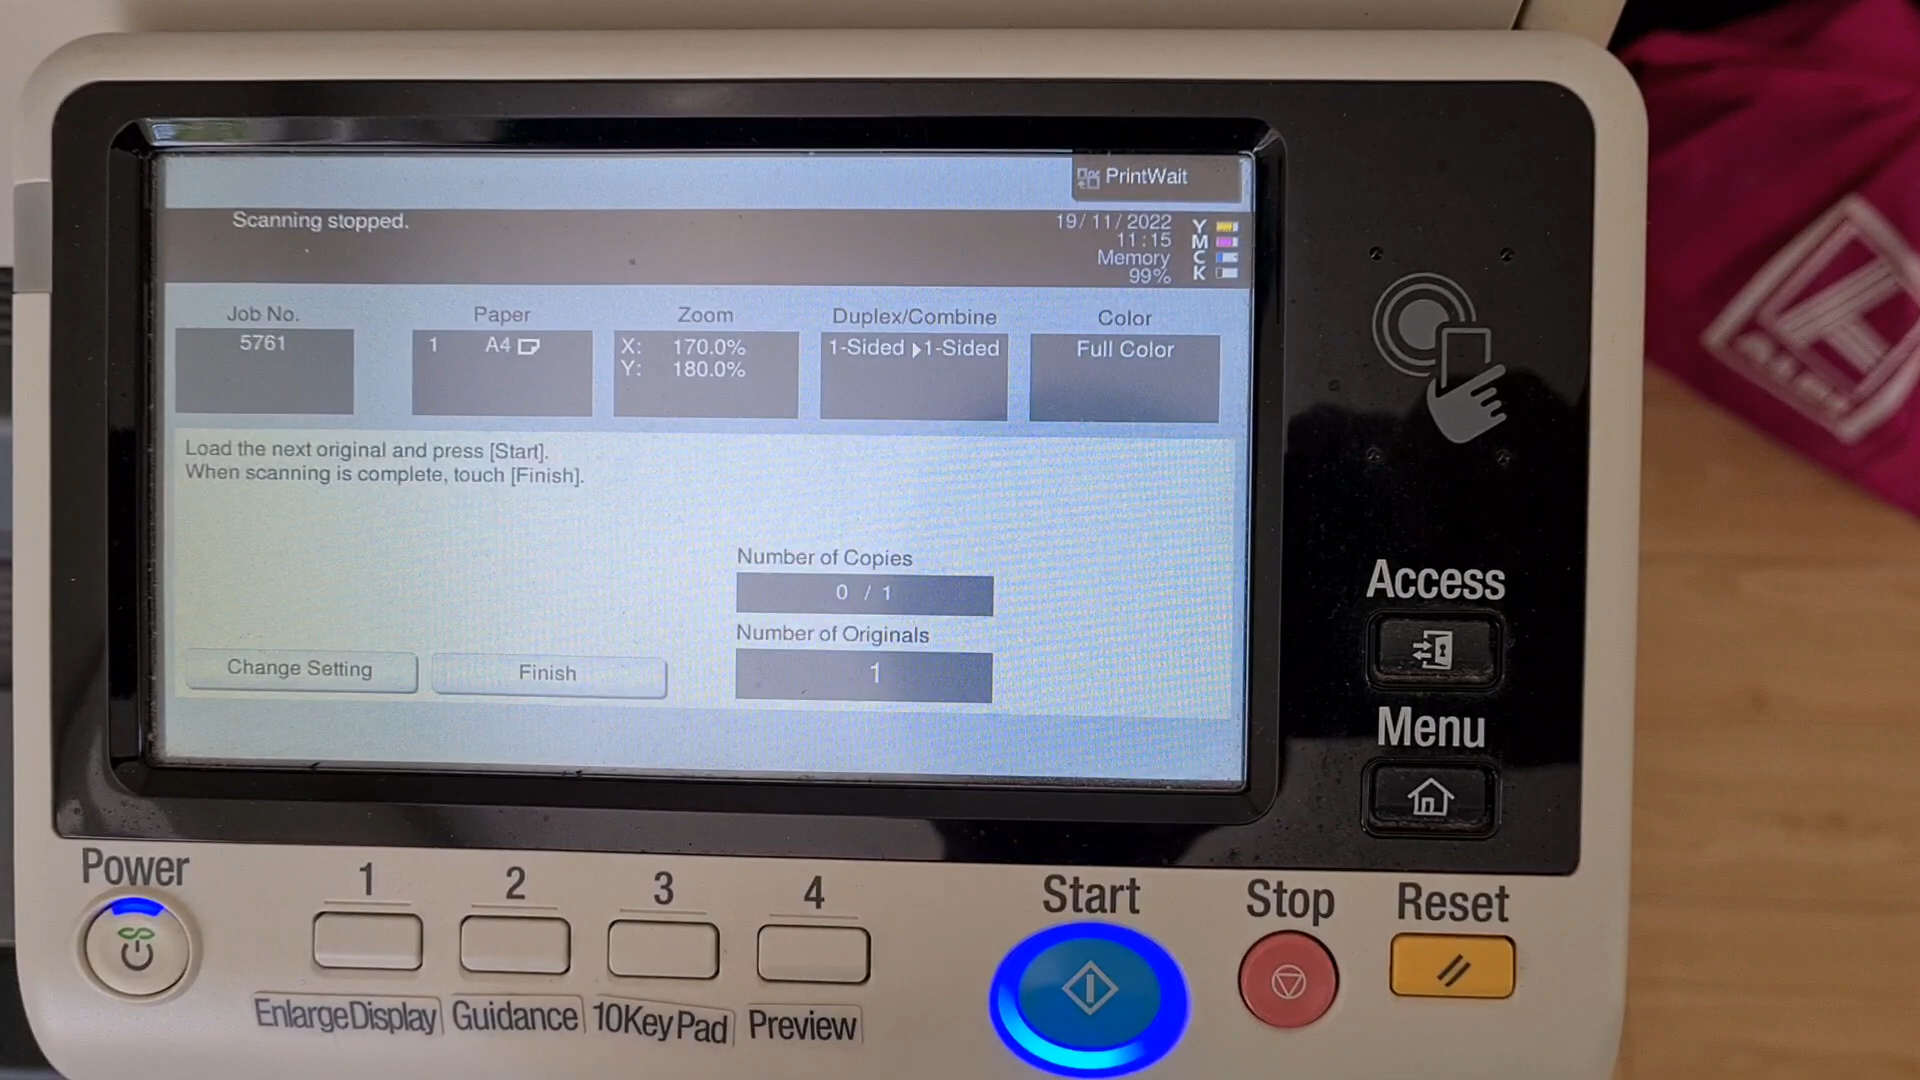 PrintWait
Scanning stopped.
19/11/2022
11:15
Memory
99%
Y
M
C
K
Job No.
5761
Paper
1 A4
Zoom
X: 170.0%
Y: 180.0%
Duplex/Combine
1-Sided 1-Sided
Color
Full Color
Load the next original and press [Start].
When scanning is complete, touch [Finish].
Number of Copies
0 / 1
Number of Originals
1
Change Setting
Finish
Access
Menu
Power
1
2
3
4
Start
Stop
Reset
EnlargeDisplay
Guidance
10KeyPad
Preview